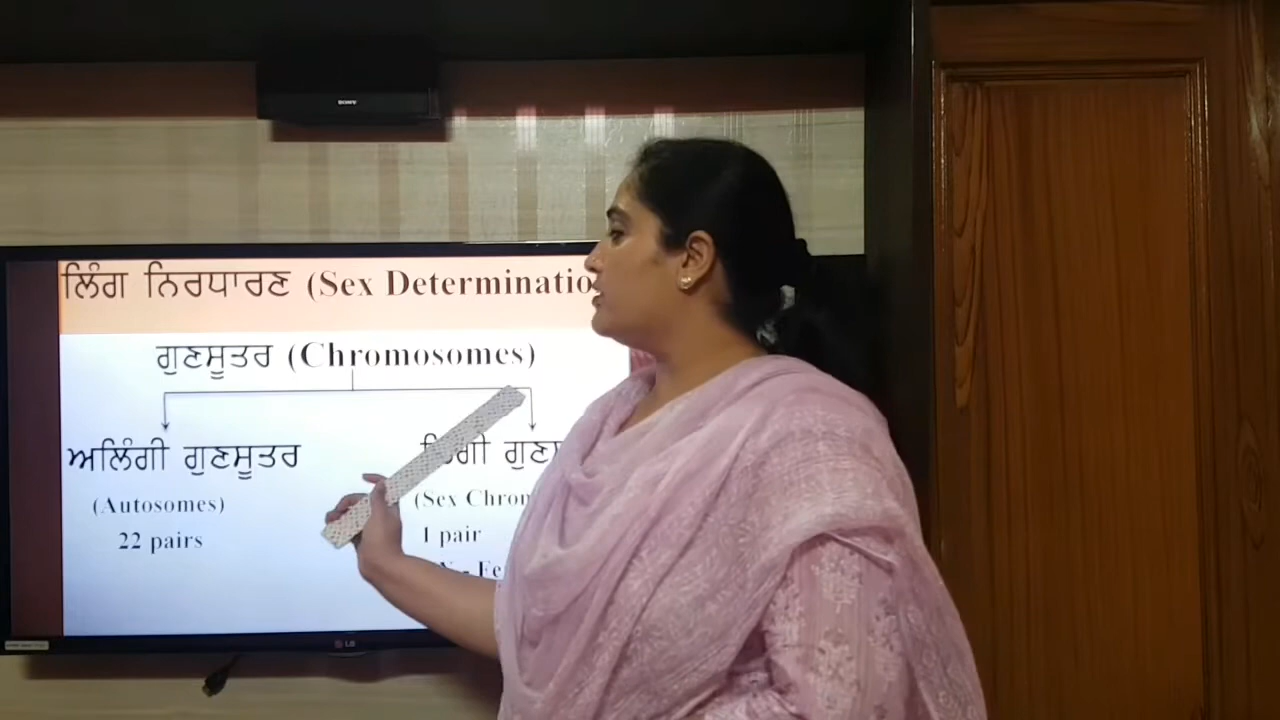 SONY
ਲਿੰਗ ਨਿਰਧਾਰਣ (Sex Determinatio
ਗੁਣਸੂਤਰ (Chromosomes)
ਅਲਿੰਗੀ ਗੁਣਸੂਤਰ
(Autosomes)
(Sex Chrom
22 pairs
1 pair
LG